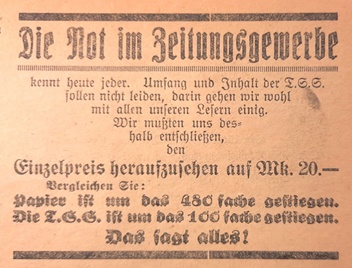 Die Not im Zeitungsgewerbe
kennt heute jeder. Umfang und Inhalt der T.S.S.
sollen nicht leiden, darin gehen wir wohl
mit allen unseren Lesern einig.
Wir mußten uns des-
halb entschließen,
den
Einzelpreis heraufzusehen auf Mk. 20.—
Vergleichen Sie:
Papier ist um das 480 fache gestiegen.
Die T.S.S. ist um das 100 fache gestiegen.
Das sagt alles!